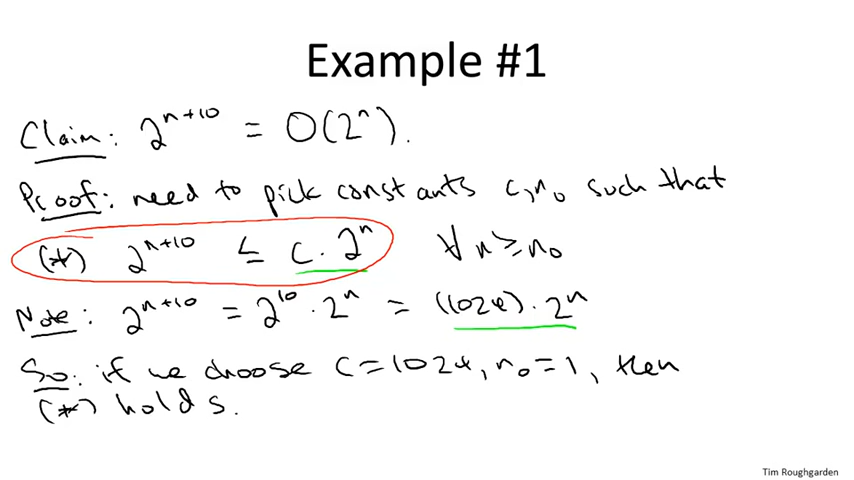 Example #1
Claim: 2^{n+10} = O(2^n).
Proof: need to pick constants c, n₀ such that
(*) 2^{n+10} ≤ c · 2^n ∀ n ≥ n₀
Note: 2^{n+10} = 2^{10} · 2^n = (1024) · 2^n
So: if we choose c = 1024, n₀ = 1, then
(*) holds.
Tim Roughgarden